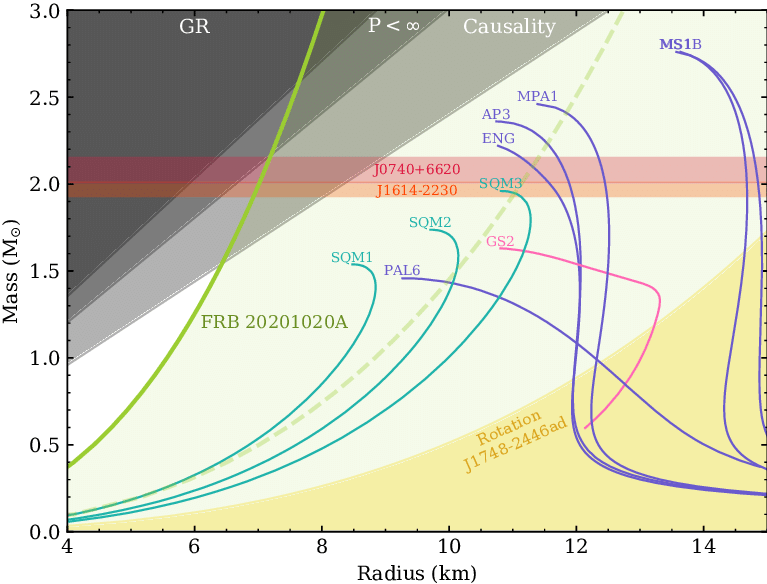 GR
P < ∞
Causality
MS1B
MPA1
AP3
ENG
J0740+6620
J1614-2230
SQM3
SQM2
GS2
SQM1
PAL6
FRB 20201020A
Rotation
J1748-2446ad
Mass (M⊙)
3.0
2.5
2.0
1.5
1.0
0.5
0.0
4
6
8
10
12
14
Radius (km)